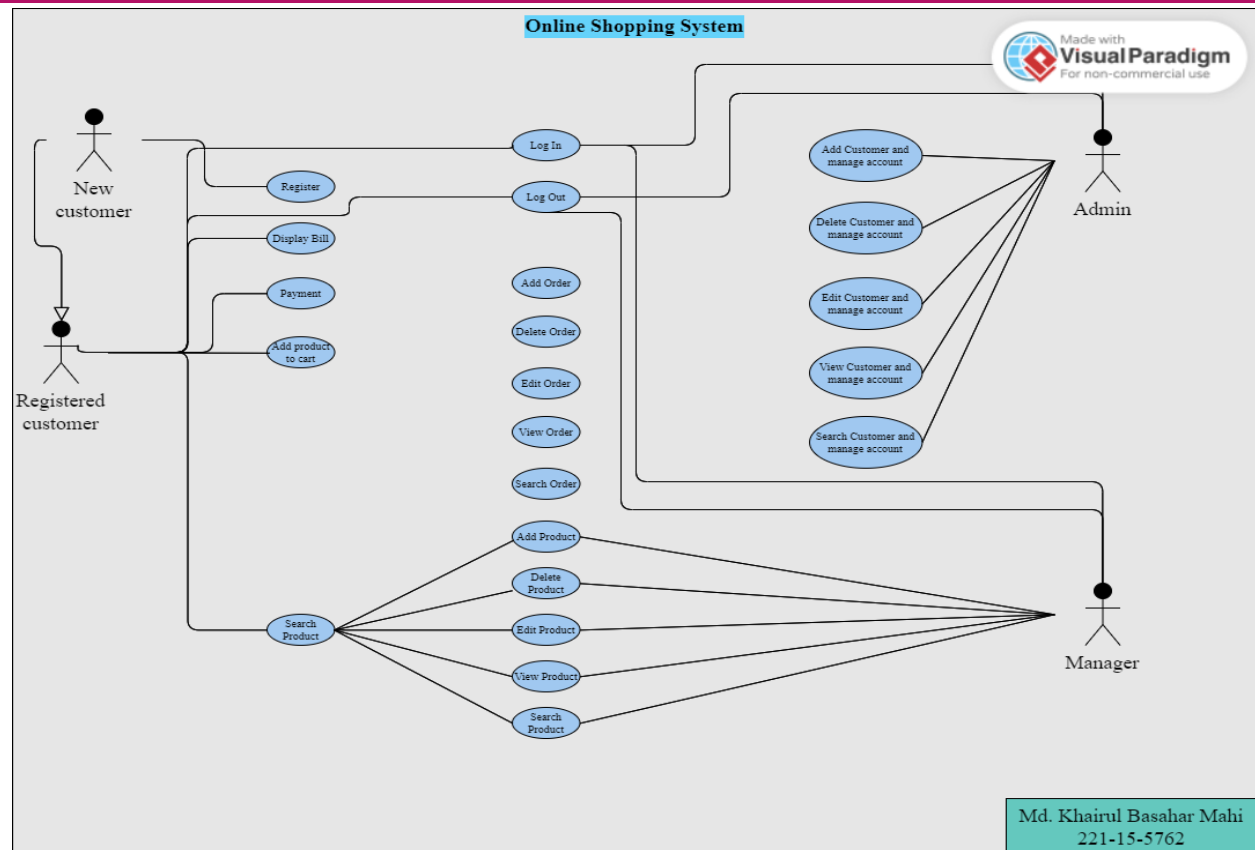 Online Shopping System
Made with
Visual Paradigm
For non-commercial use
New
customer
Register
Display Bill
Payment
Add product
to cart
Registered
customer
Log In
Log Out
Add Order
Delete Order
Edit Order
View Order
Search Order
Add Product
Delete
Product
Edit Product
View Product
Search
Product
Search
Product
Add Customer and
manage account
Delete Customer and
manage account
Edit Customer and
manage account
View Customer and
manage account
Search Customer and
manage account
Admin
Manager
Md. Khairul Basahar Mahi
221-15-5762